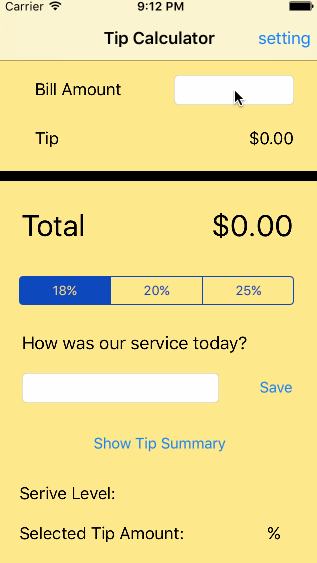 Carrier 9:12 PM
Tip Calculator setting
Bill Amount
Tip $0.00
Total $0.00
18% 20% 25%
How was our service today?
Save
Show Tip Summary
Serive Level:
Selected Tip Amount: %